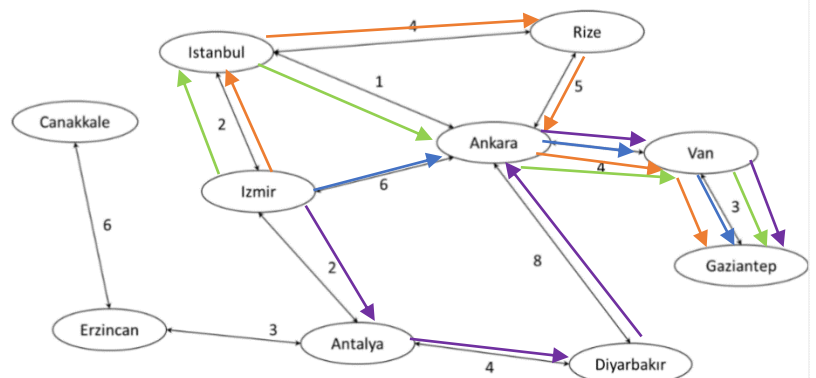 4
Rize
Istanbul
1
5
Canakkale
2
Ankara
Van
4
6
Izmir
3
6
2
8
Gaziantep
Erzincan
3
Antalya
4
Diyarbakır